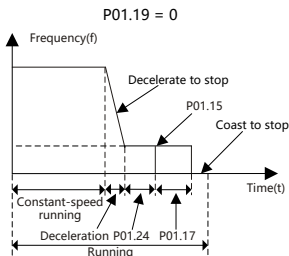 P01.19 = 0
Frequency(f)
Decelerate to stop
P01.15
Coast to stop
Time(t)
Constant-speed
running
Deceleration P01.24 P01.17
Running